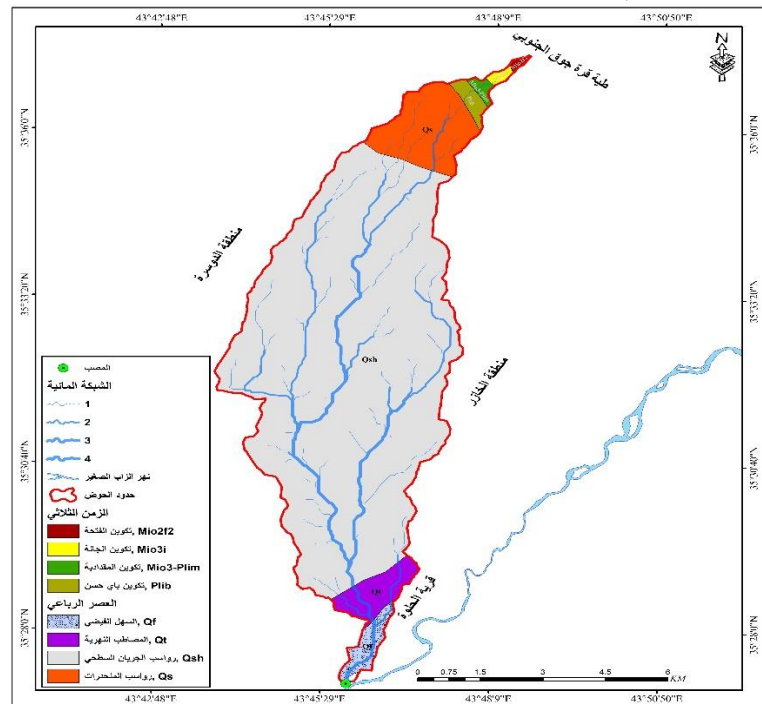 43°42'48"E
43°45'29"E
43°48'9"E
43°50'50"E
طية قرة جوق الجنوبي
N
35°36'0"N
35°36'0"N
Qs
منطقة الدوسرة
35°33'20"N
35°33'20"N
Qsh
منطقة الخازر
35°30'40"N
35°30'40"N
قرية الحلوة
35°28'0"N
35°28'0"N
المصب
الشبكة المائية
1
2
3
4
نهر الزاب الصغير
حدود الحوض
الزمن الثلاثي
تكوين الفتحة, Mio2f2
تكوين انجانة, Mio3i
تكوين المقدادية, Mio3-Plim
تكوين باي حسن, Plib
العصر الرباعي
السهل الفيضي, Qf
المصاطب النهرية, Qt
رواسب الجريان السطحي, Qsh
رواسب المنحدرات, Qs
0 0.75 1.5 3 4.5 6
KM
43°42'48"E
43°45'29"E
43°48'9"E
43°50'50"E